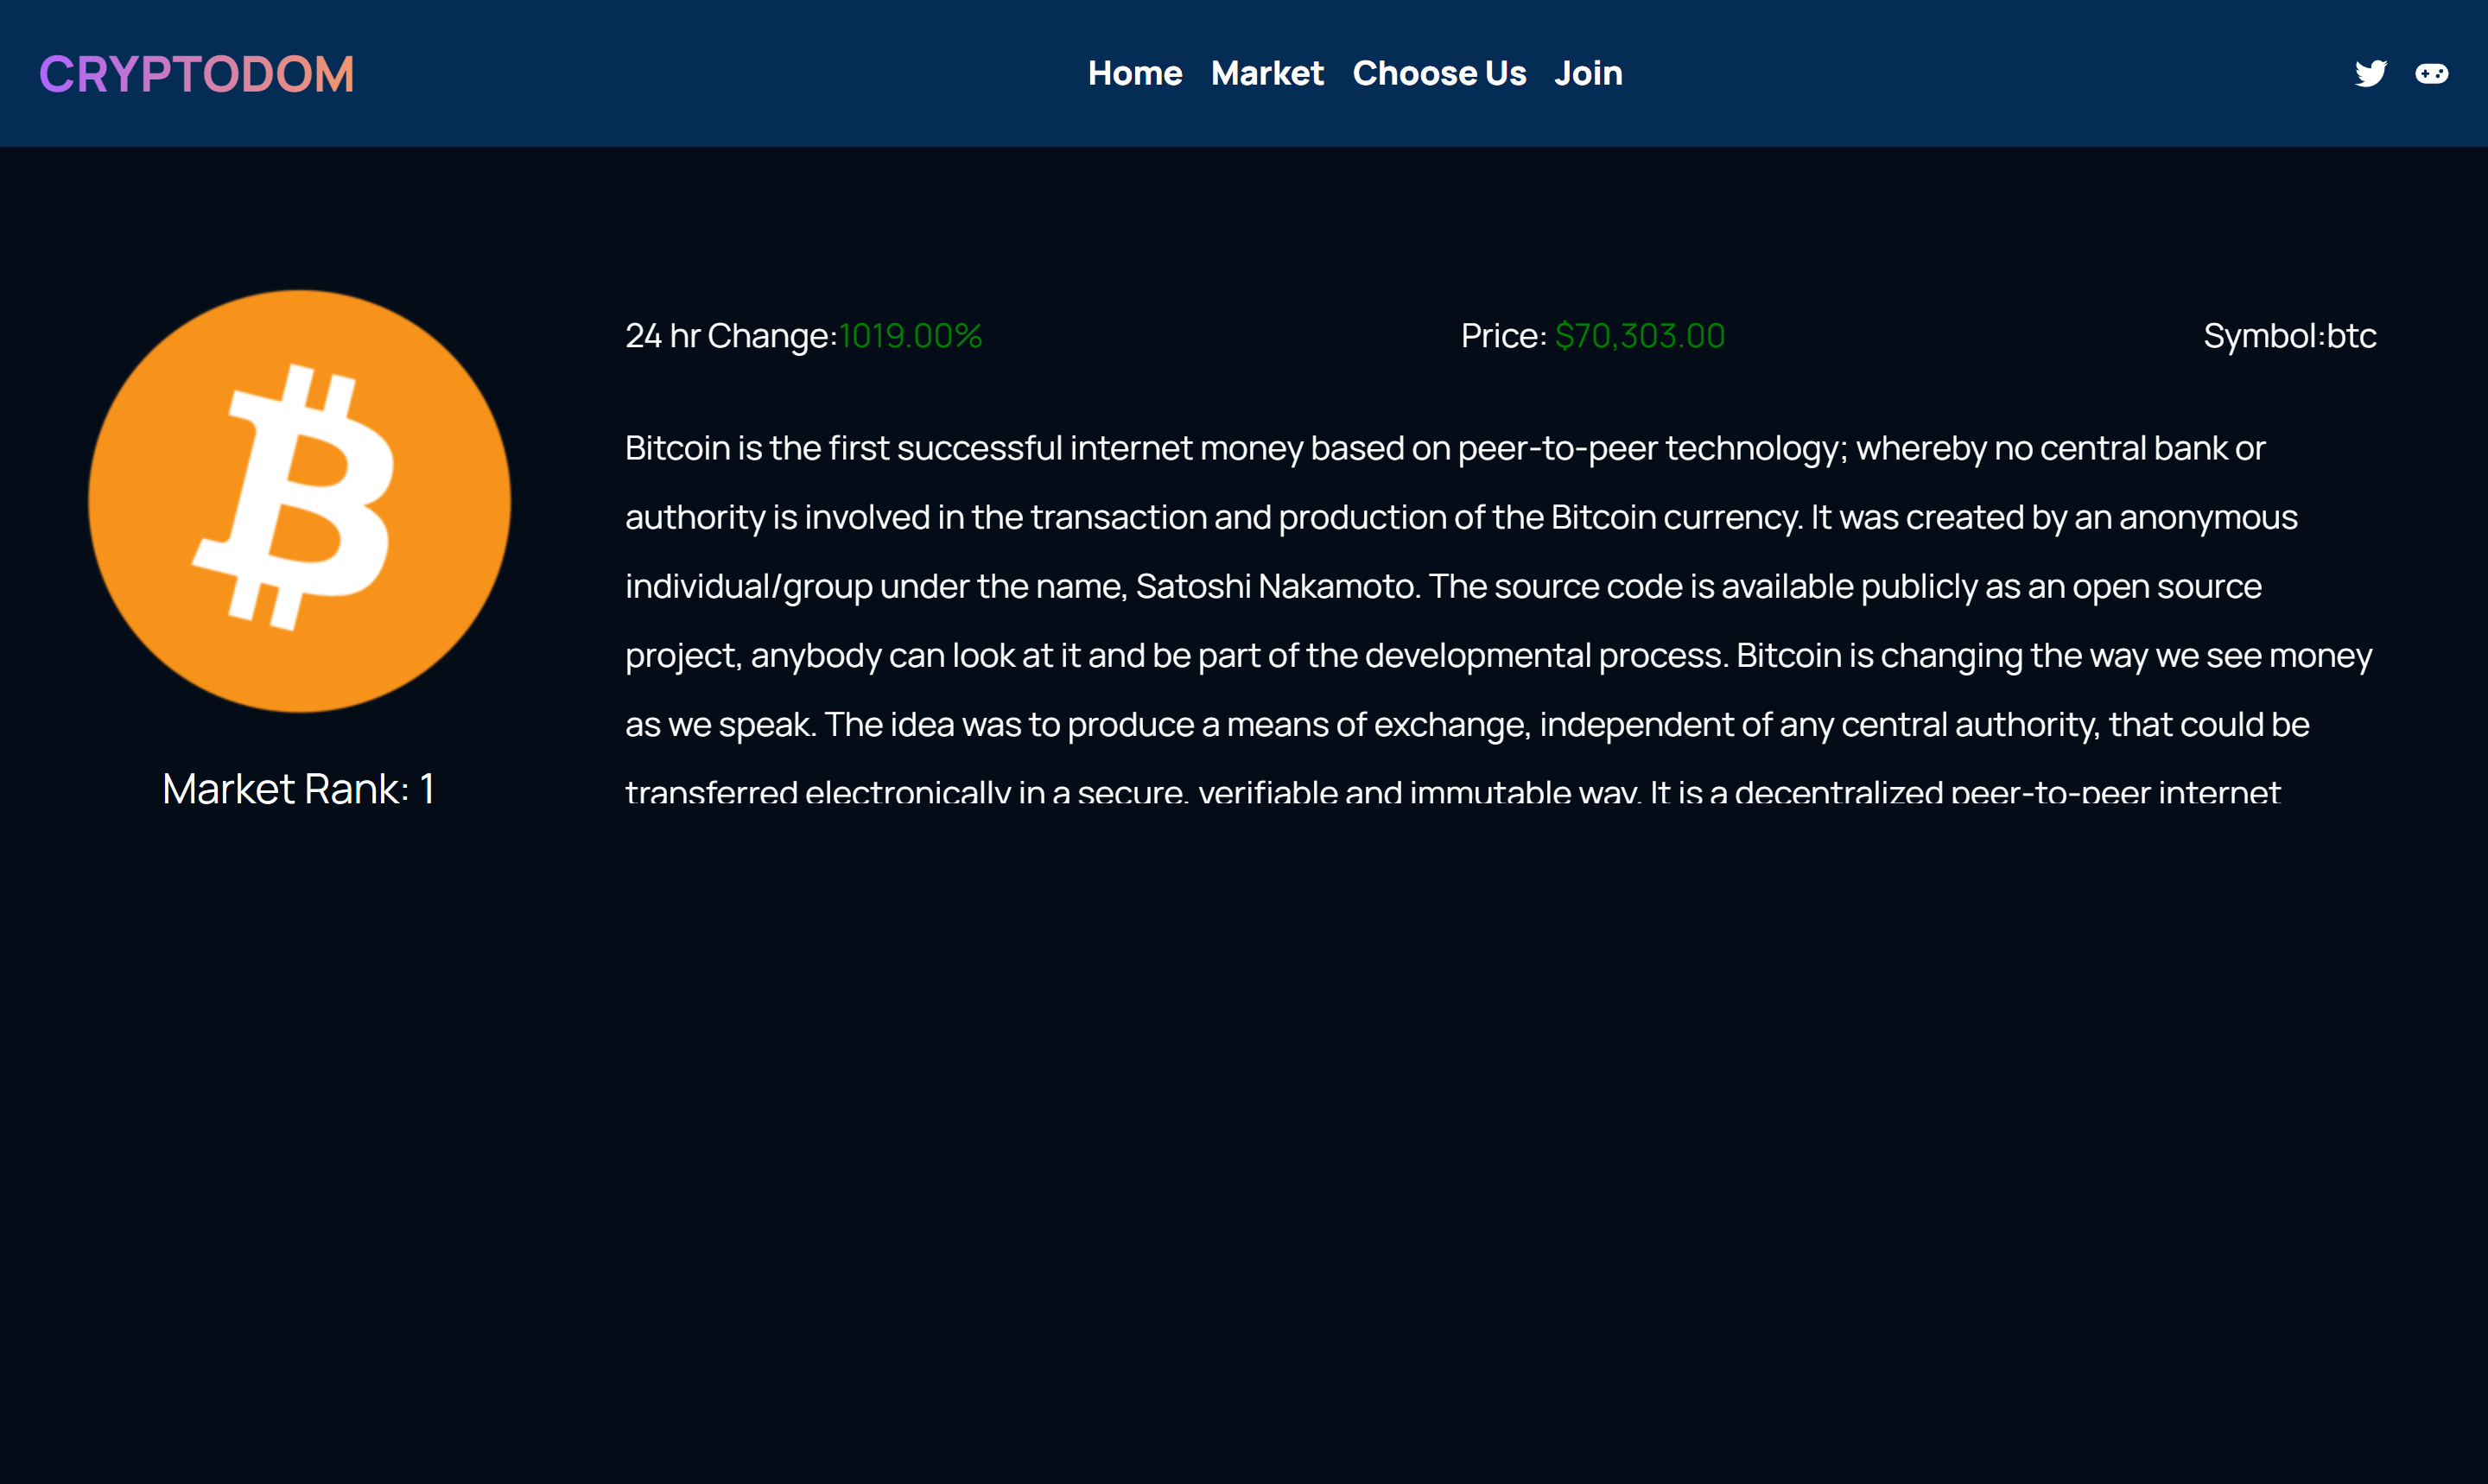 CRYPTODOM
Home Market Choose Us Join
24 hr Change:1019.00% Price: $70,303.00 Symbol:btc
Bitcoin is the first successful internet money based on peer-to-peer technology; whereby no central bank or
authority is involved in the transaction and production of the Bitcoin currency. It was created by an anonymous
individual/group under the name, Satoshi Nakamoto. The source code is available publicly as an open source
project, anybody can look at it and be part of the developmental process. Bitcoin is changing the way we see money
as we speak. The idea was to produce a means of exchange, independent of any central authority, that could be
transferred electronically in a secure, verifiable and immutable way. It is a decentralized peer-to-peer internet
Market Rank: 1